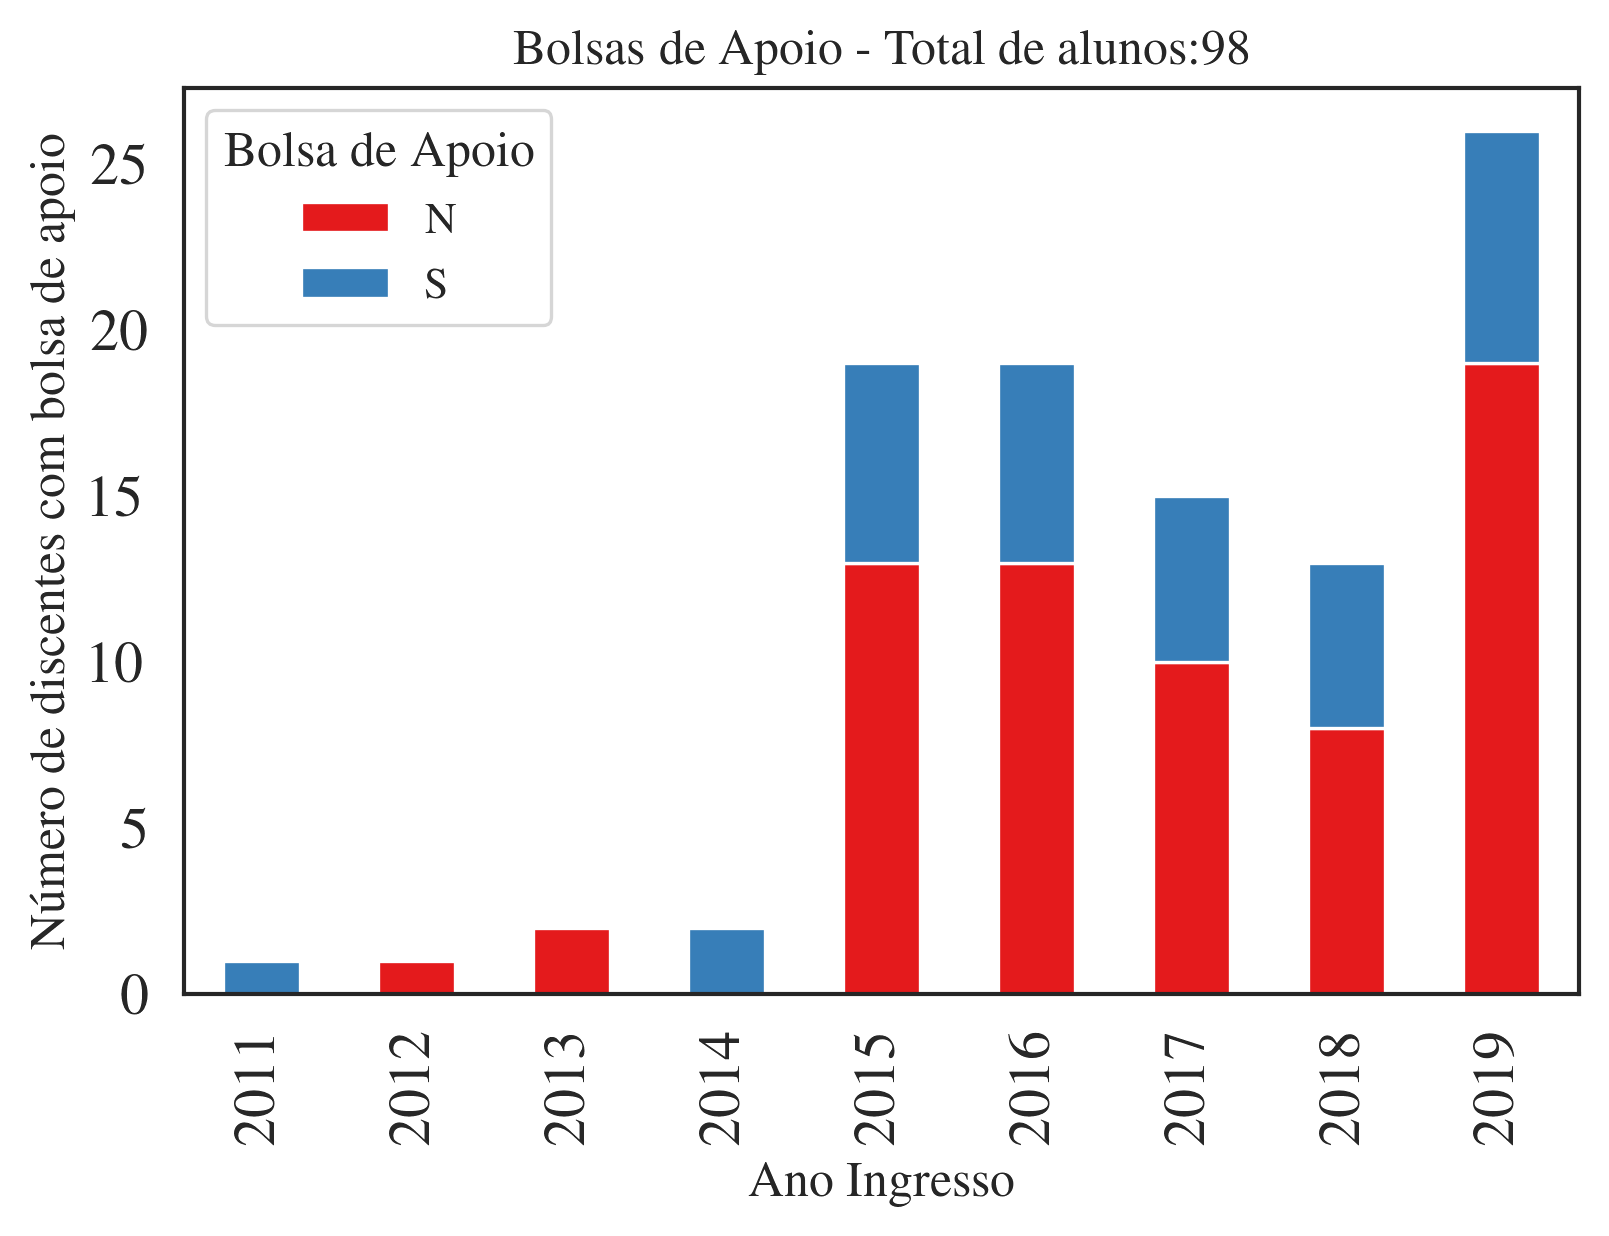 Bolsas de Apoio - Total de alunos:98
Número de discentes com bolsa de apoio
25
20
15
10
5
0
Bolsa de Apoio
N
S
2011
2012
2013
2014
2015
2016
2017
2018
2019
Ano Ingresso